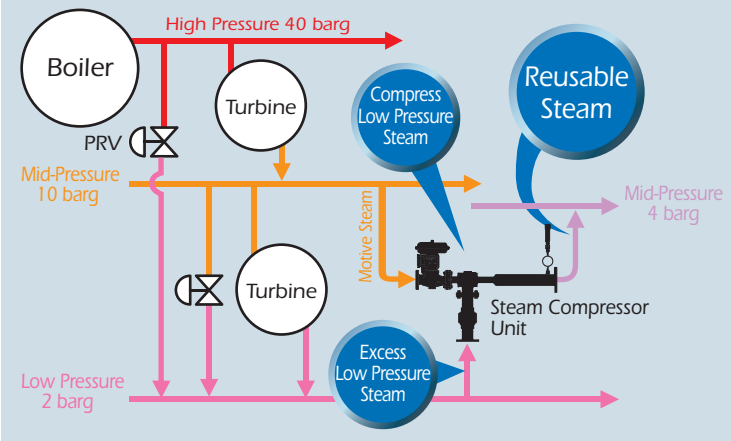 High Pressure 40 barg
Boiler
Turbine
PRV
Compress
Low Pressure
Steam
Reusable
Steam
Mid-Pressure
10 barg
Mid-Pressure
4 barg
Motive Steam
Turbine
Steam Compressor
Unit
Excess
Low Pressure
Steam
Low Pressure
2 barg